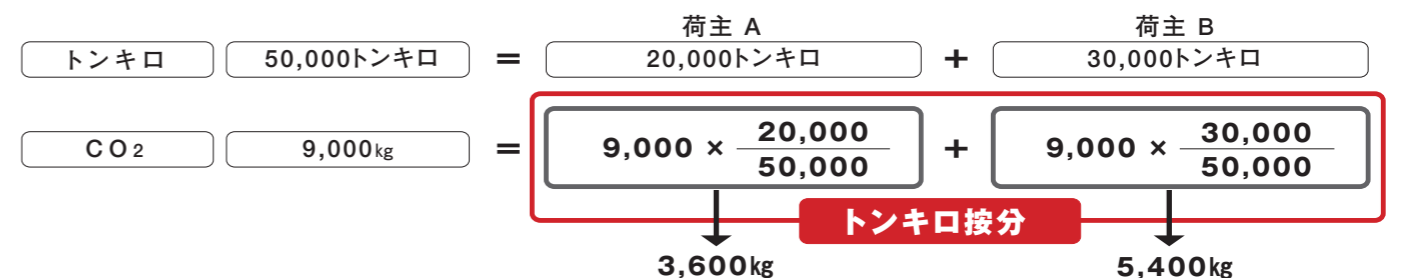 荷主 A 荷主 B
トンキロ 50,000トンキロ = 20,000トンキロ + 30,000トンキロ
CO2 9,000㎏ = 9,000 × 20,000/50,000 + 9,000 × 30,000/50,000
トンキロ按分
3,600㎏ 5,400㎏